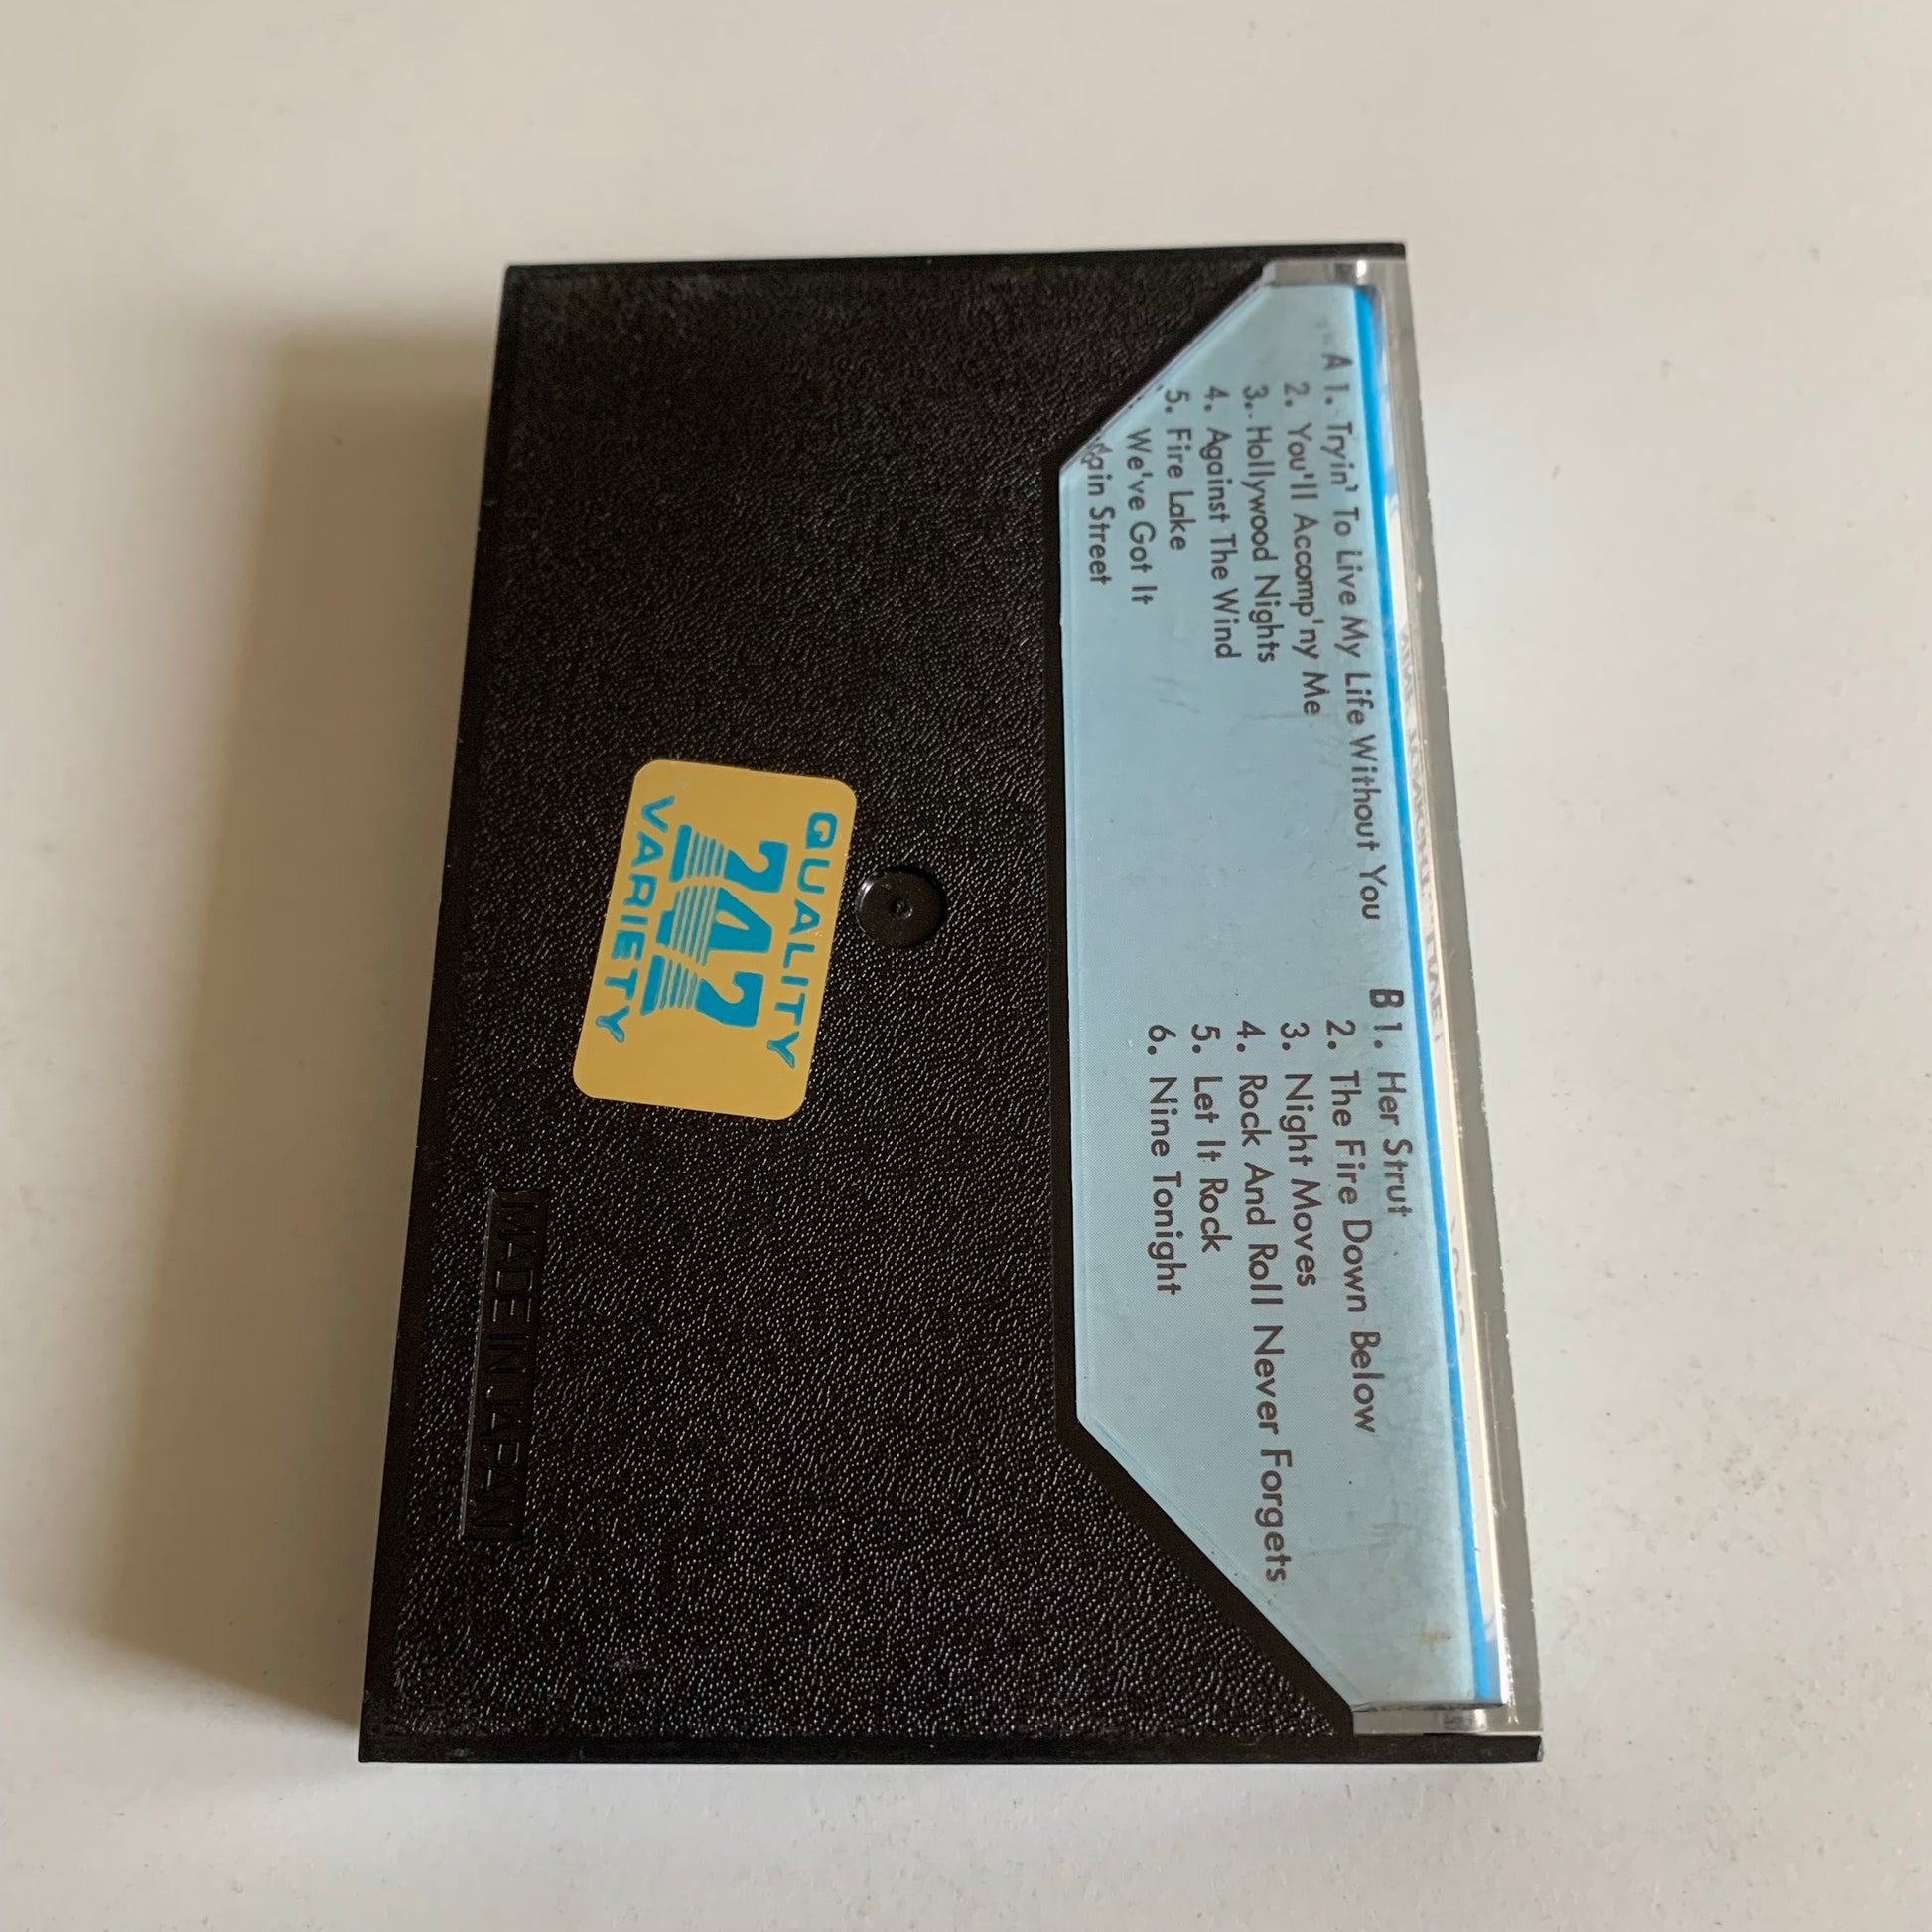 A 1. Tryin' To Live My Life Without You
2. You'll Accomp'ny Me
3. Hollywood Nights
4. Against The Wind
5. Fire Lake
We've Got It
ain Street
B 1. Her Strut
2. The Fire Down Below
3. Night Moves
4. Rock And Roll Never Forgets
5. Let It Rock
6. Nine Tonight
QUALITY
VARIETY
MADE IN JAPAN